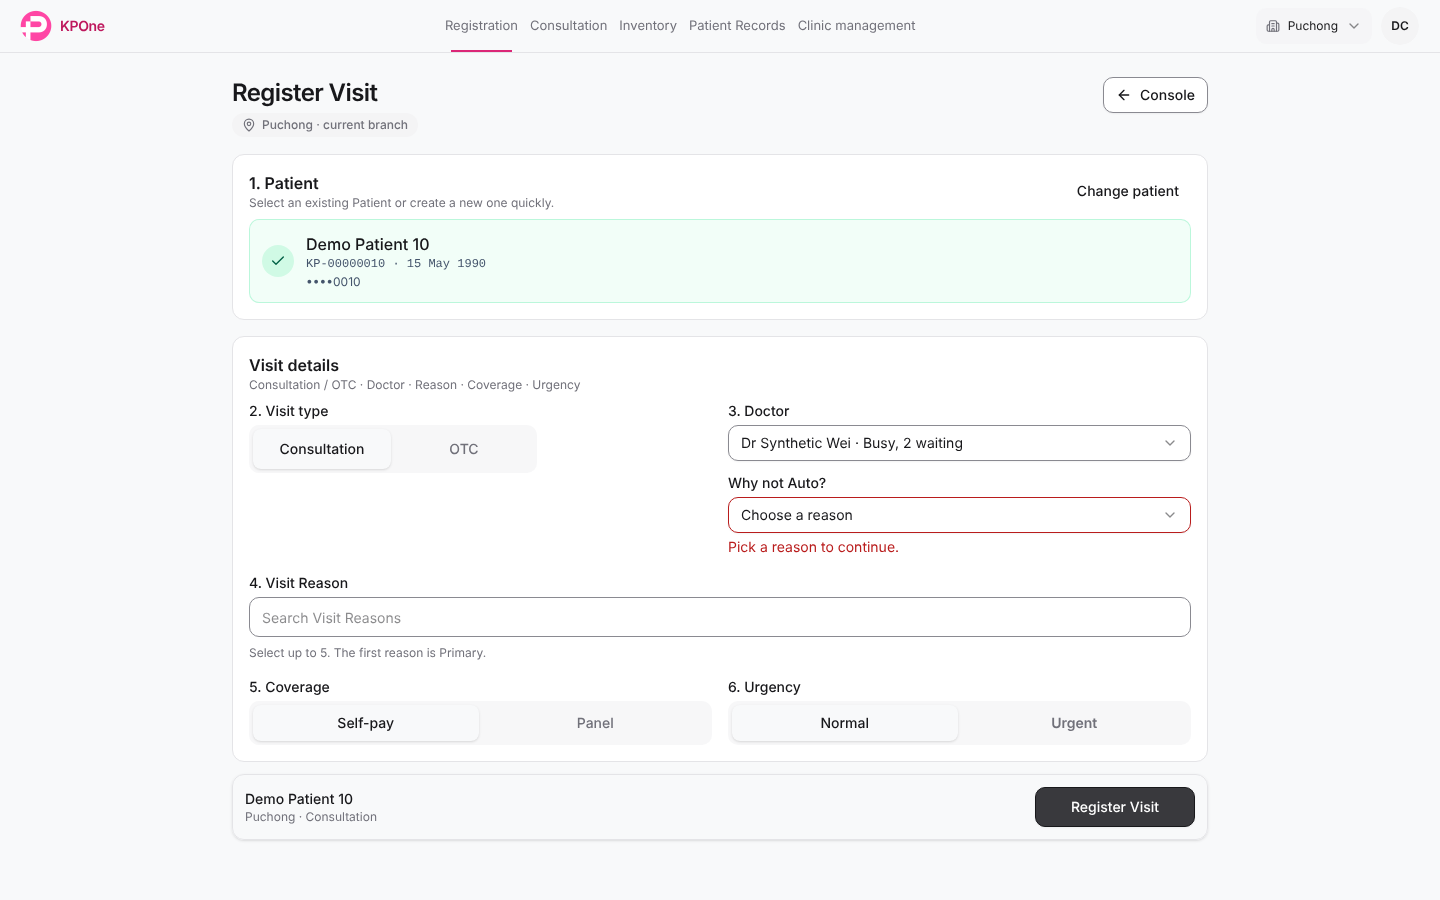 KPOne
Registration Consultation Inventory Patient Records Clinic management
Puchong
DC
Register Visit
Console
Puchong · current branch
1. Patient
Select an existing Patient or create a new one quickly.
Change patient
Demo Patient 10
KP-00000010 · 15 May 1990
••••0010
Visit details
Consultation / OTC · Doctor · Reason · Coverage · Urgency
2. Visit type
Consultation OTC
3. Doctor
Dr Synthetic Wei · Busy, 2 waiting
Why not Auto?
Choose a reason
Pick a reason to continue.
4. Visit Reason
Search Visit Reasons
Select up to 5. The first reason is Primary.
5. Coverage
Self-pay Panel
6. Urgency
Normal Urgent
Demo Patient 10
Puchong · Consultation
Register Visit